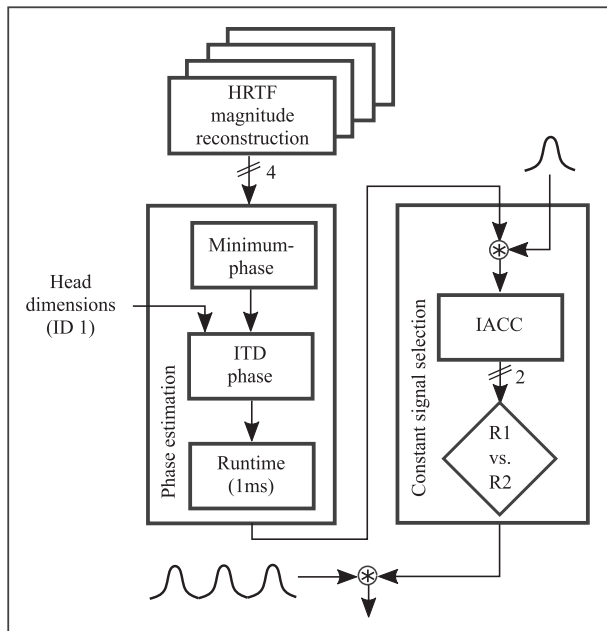 HRTF
magnitude
reconstruction
4
Minimum-
phase
Head
dimensions
(ID 1)
ITD
phase
Runtime
(1ms)
Phase estimation
IACC
2
R1
vs.
R2
Constant signal selection